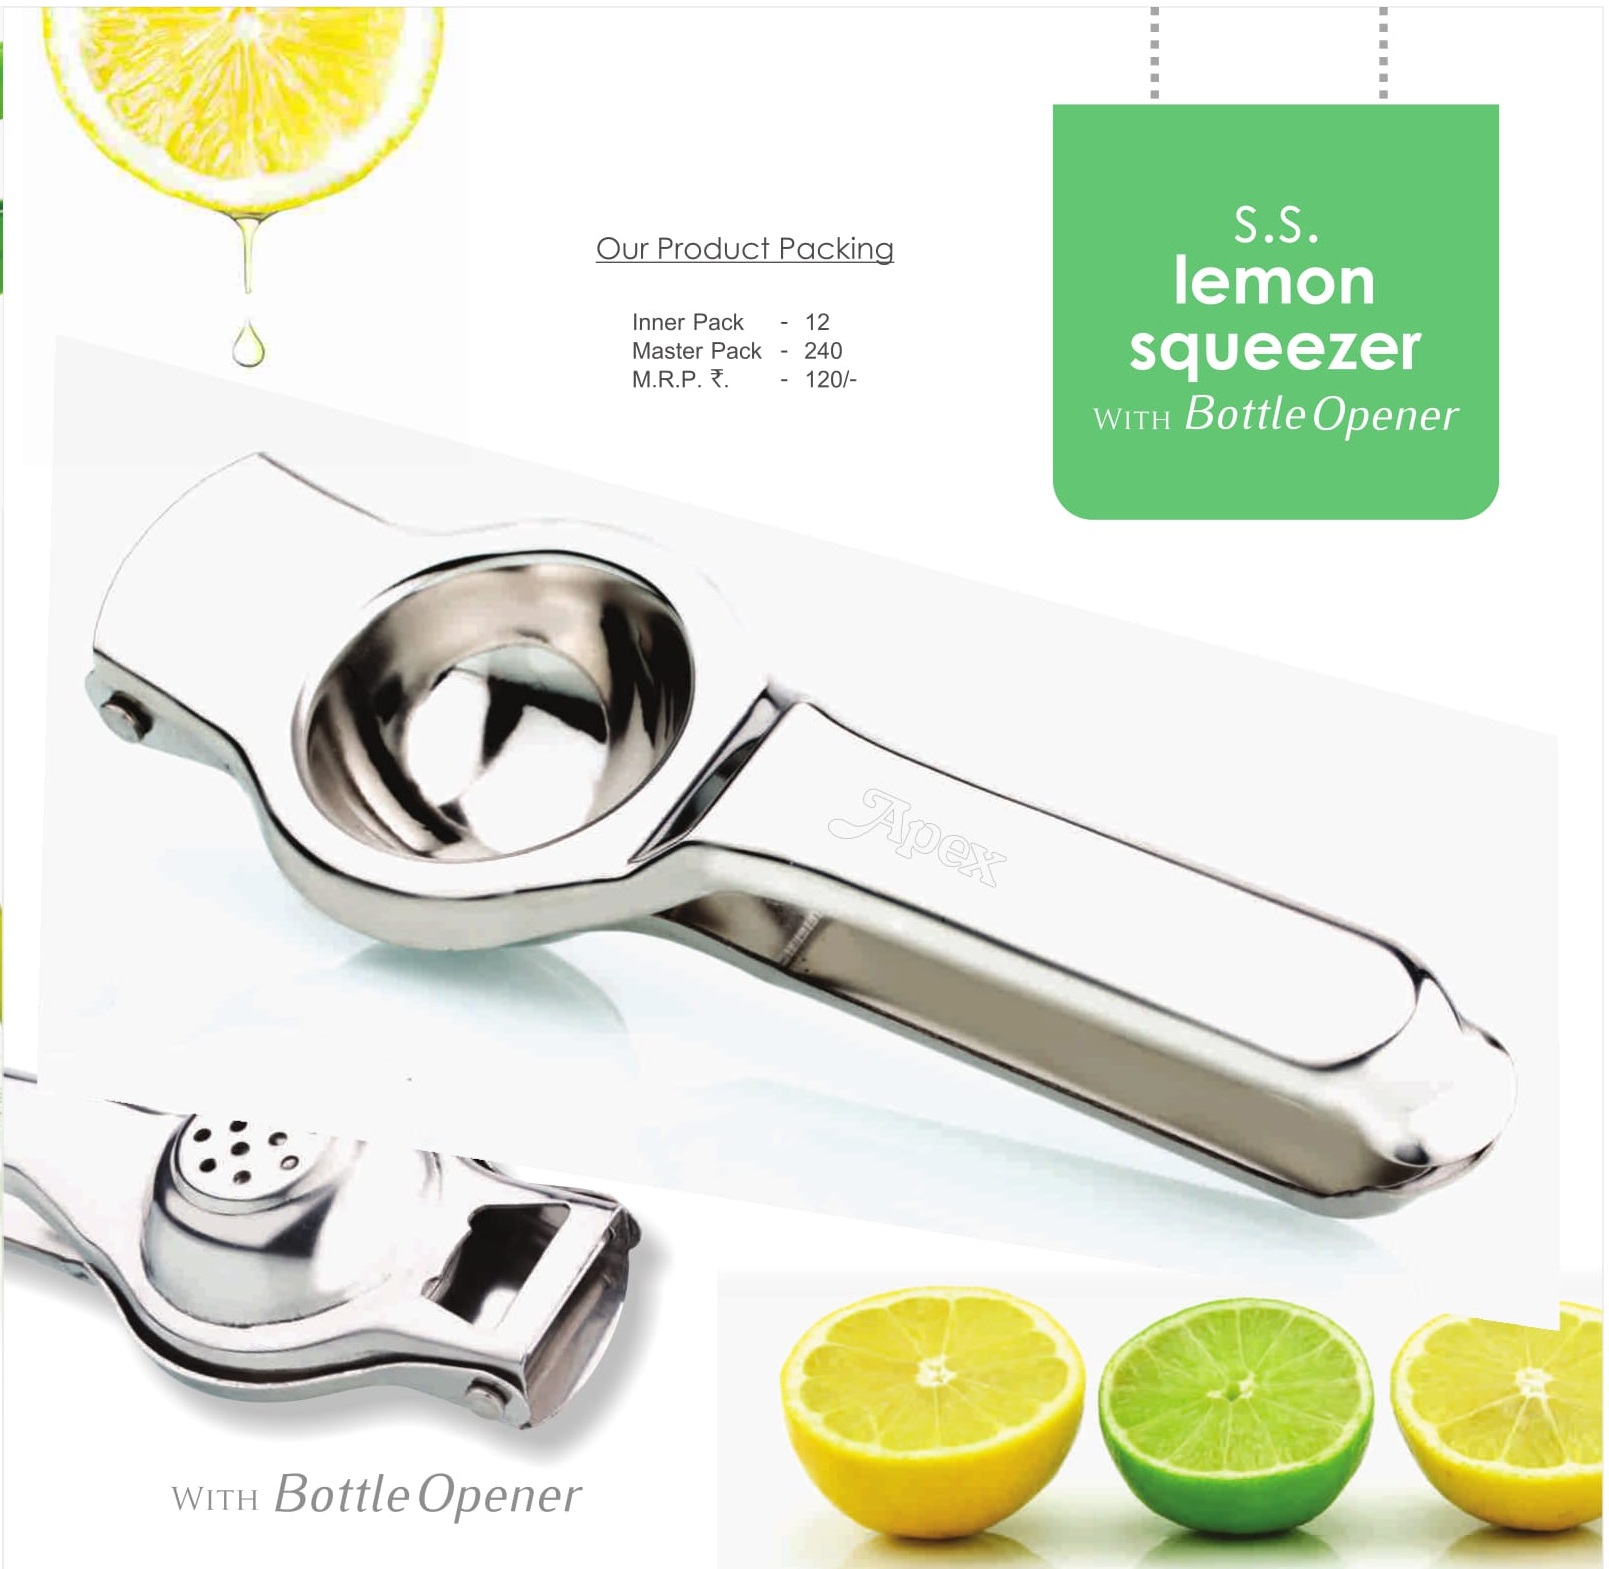 Our Product Packing
Inner Pack - 12
Master Pack - 240
M.R.P. ₹. - 120/-
S.S.
lemon
squeezer
WITH Bottle Opener
Apex
WITH Bottle Opener